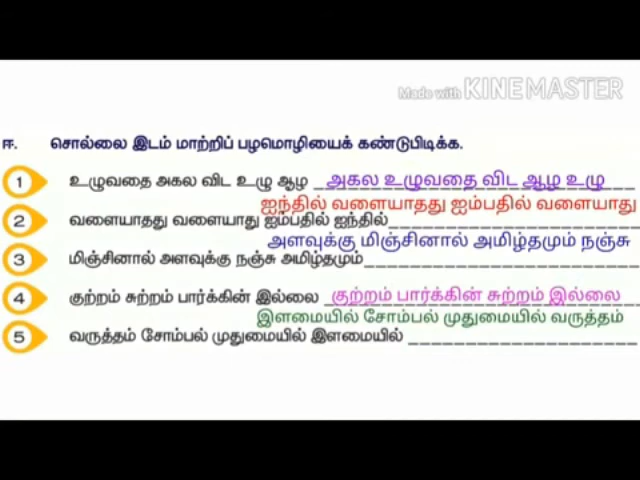 Made with KINEMASTER
ஈ. சொல்லை இடம் மாற்றிப் பழமொழியைக் கண்டுபிடிக்க.
1 உழுவதை அகல விட உழு ஆழ அகல உழுவதை விட ஆழ உழு
ஐந்தில் வளையாதது ஐம்பதில் வளையாது
2 வளையாதது வளையாது ஐம்பதில் ஐந்தில்
அளவுக்கு மிஞ்சினால் அமிழ்தமும் நஞ்சு
3 மிஞ்சினால் அளவுக்கு நஞ்சு அமிழ்தமும்
4 குற்றம் சுற்றம் பார்க்கின் இல்லை குற்றம் பார்க்கின் சுற்றம் இல்லை
இளமையில் சோம்பல் முதுமையில் வருத்தம்
5 வருத்தம் சோம்பல் முதுமையில் இளமையில்